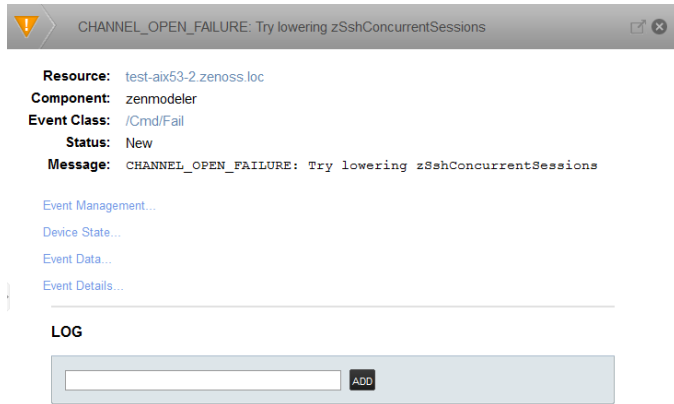 CHANNEL_OPEN_FAILURE: Try lowering zSshConcurrentSessions
Resource: test-aix53-2.zenoss.loc
Component: zenmodeler
Event Class: /Cmd/Fail
Status: New
Message: CHANNEL_OPEN_FAILURE: Try lowering zSshConcurrentSessions
Event Management...
Device State...
Event Data...
Event Details...
LOG
ADD